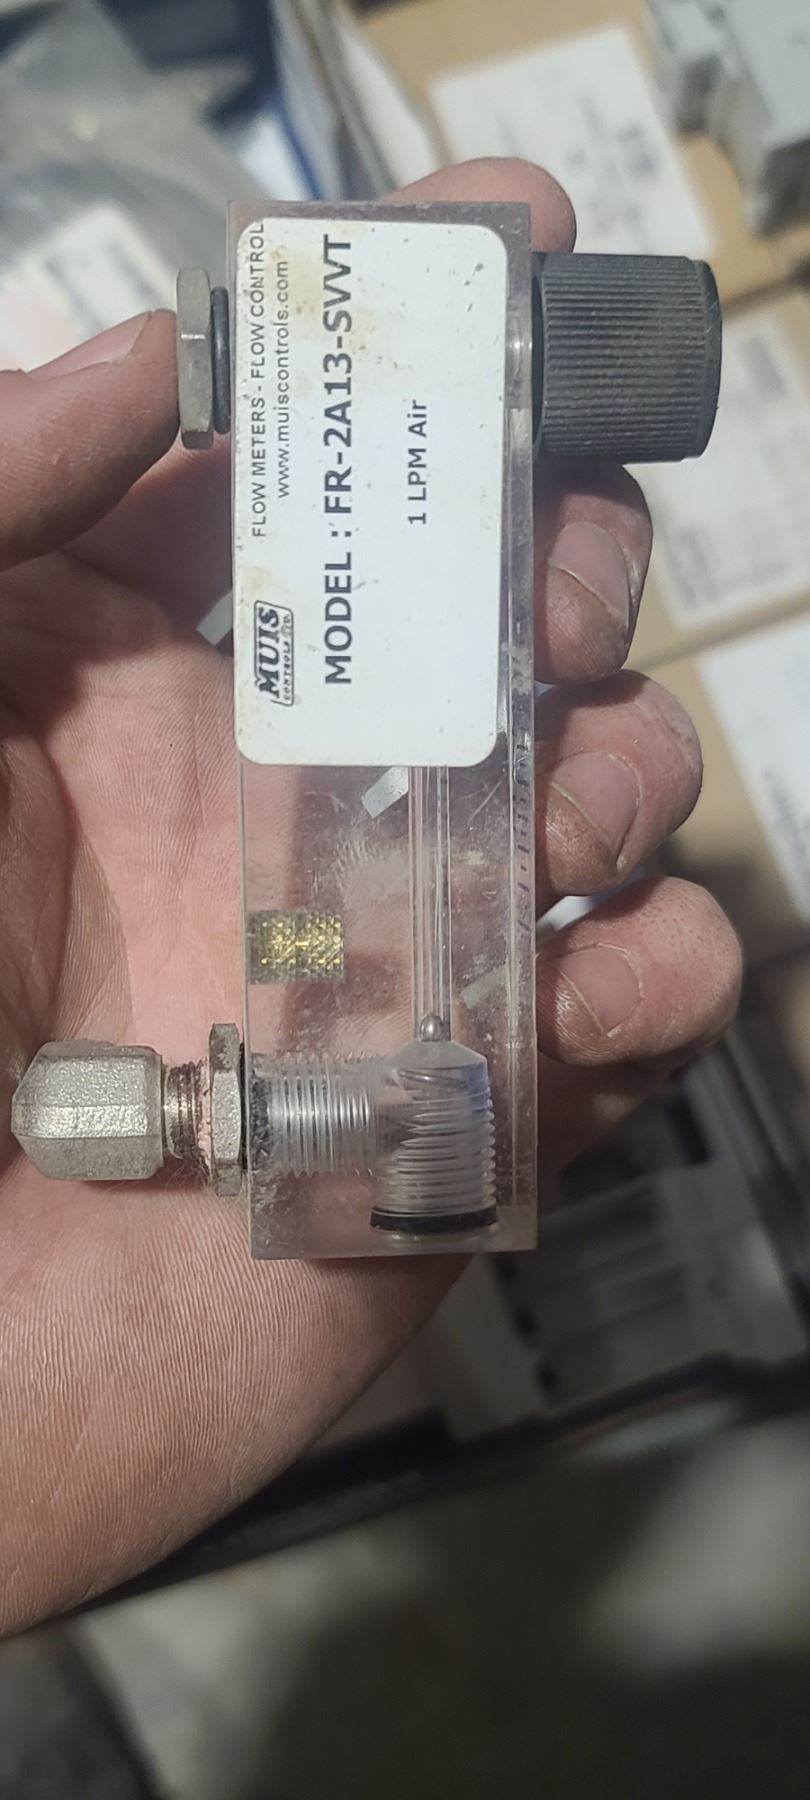 FLOW METERS - FLOW CONTROL
www.muiscontrols.com
MUIS
CONTROLS LTD.
MODEL : FR-2A13-SVVT
1 LPM Air